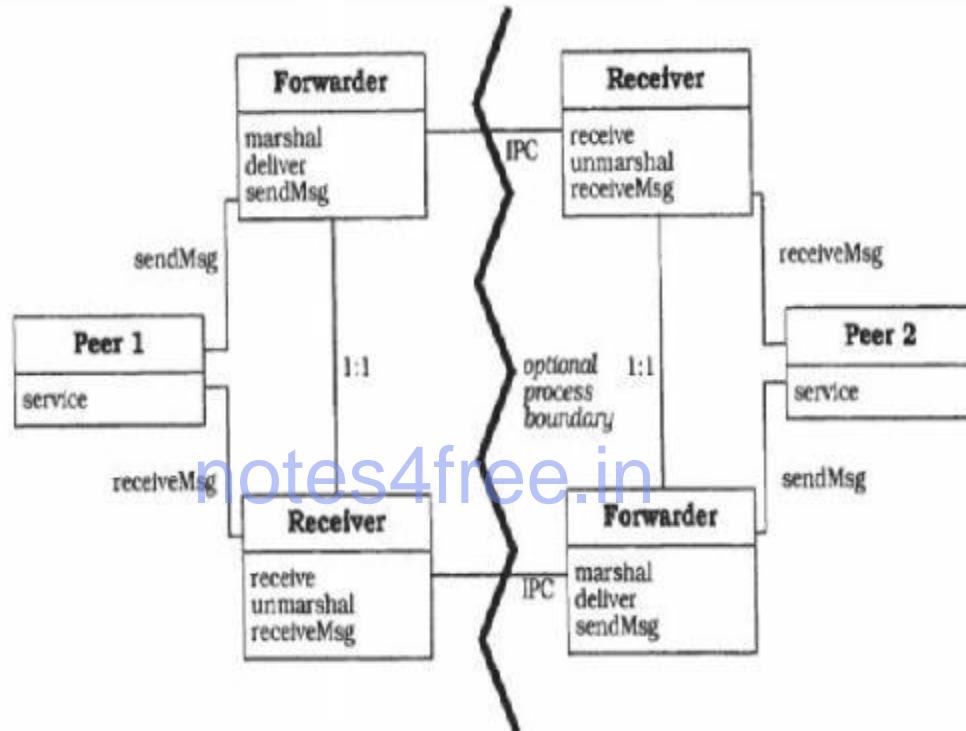 Forwarder
marshal
deliver
sendMsg
Receiver
receive
unmarshal
receiveMsg
IPC
sendMsg
receiveMsg
Peer 1
service
1:1
optional
process
boundary
1:1
Peer 2
service
receiveMsg
notes4free.in
sendMsg
Receiver
receive
unmarshal
receiveMsg
IPC
Forwarder
marshal
deliver
sendMsg